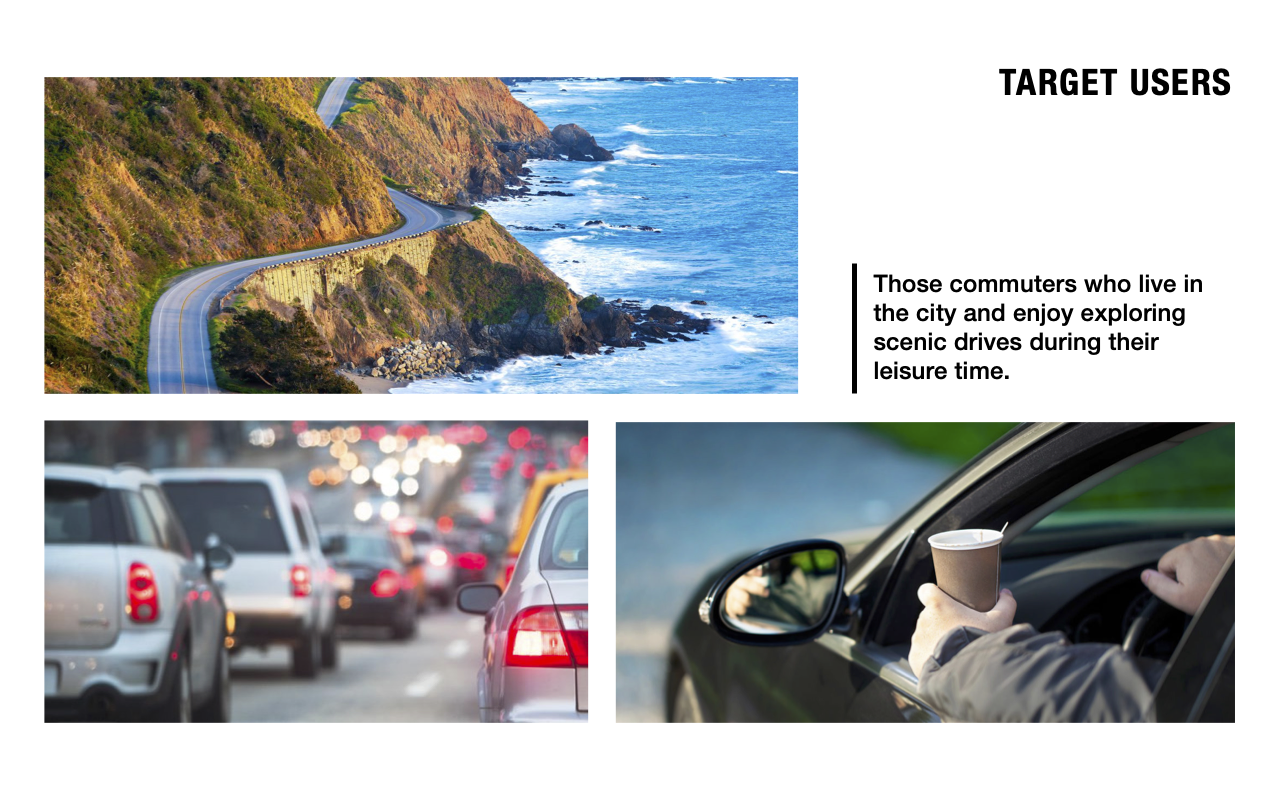 TARGET USERS
Those commuters who live in
the city and enjoy exploring
scenic drives during their
leisure time.